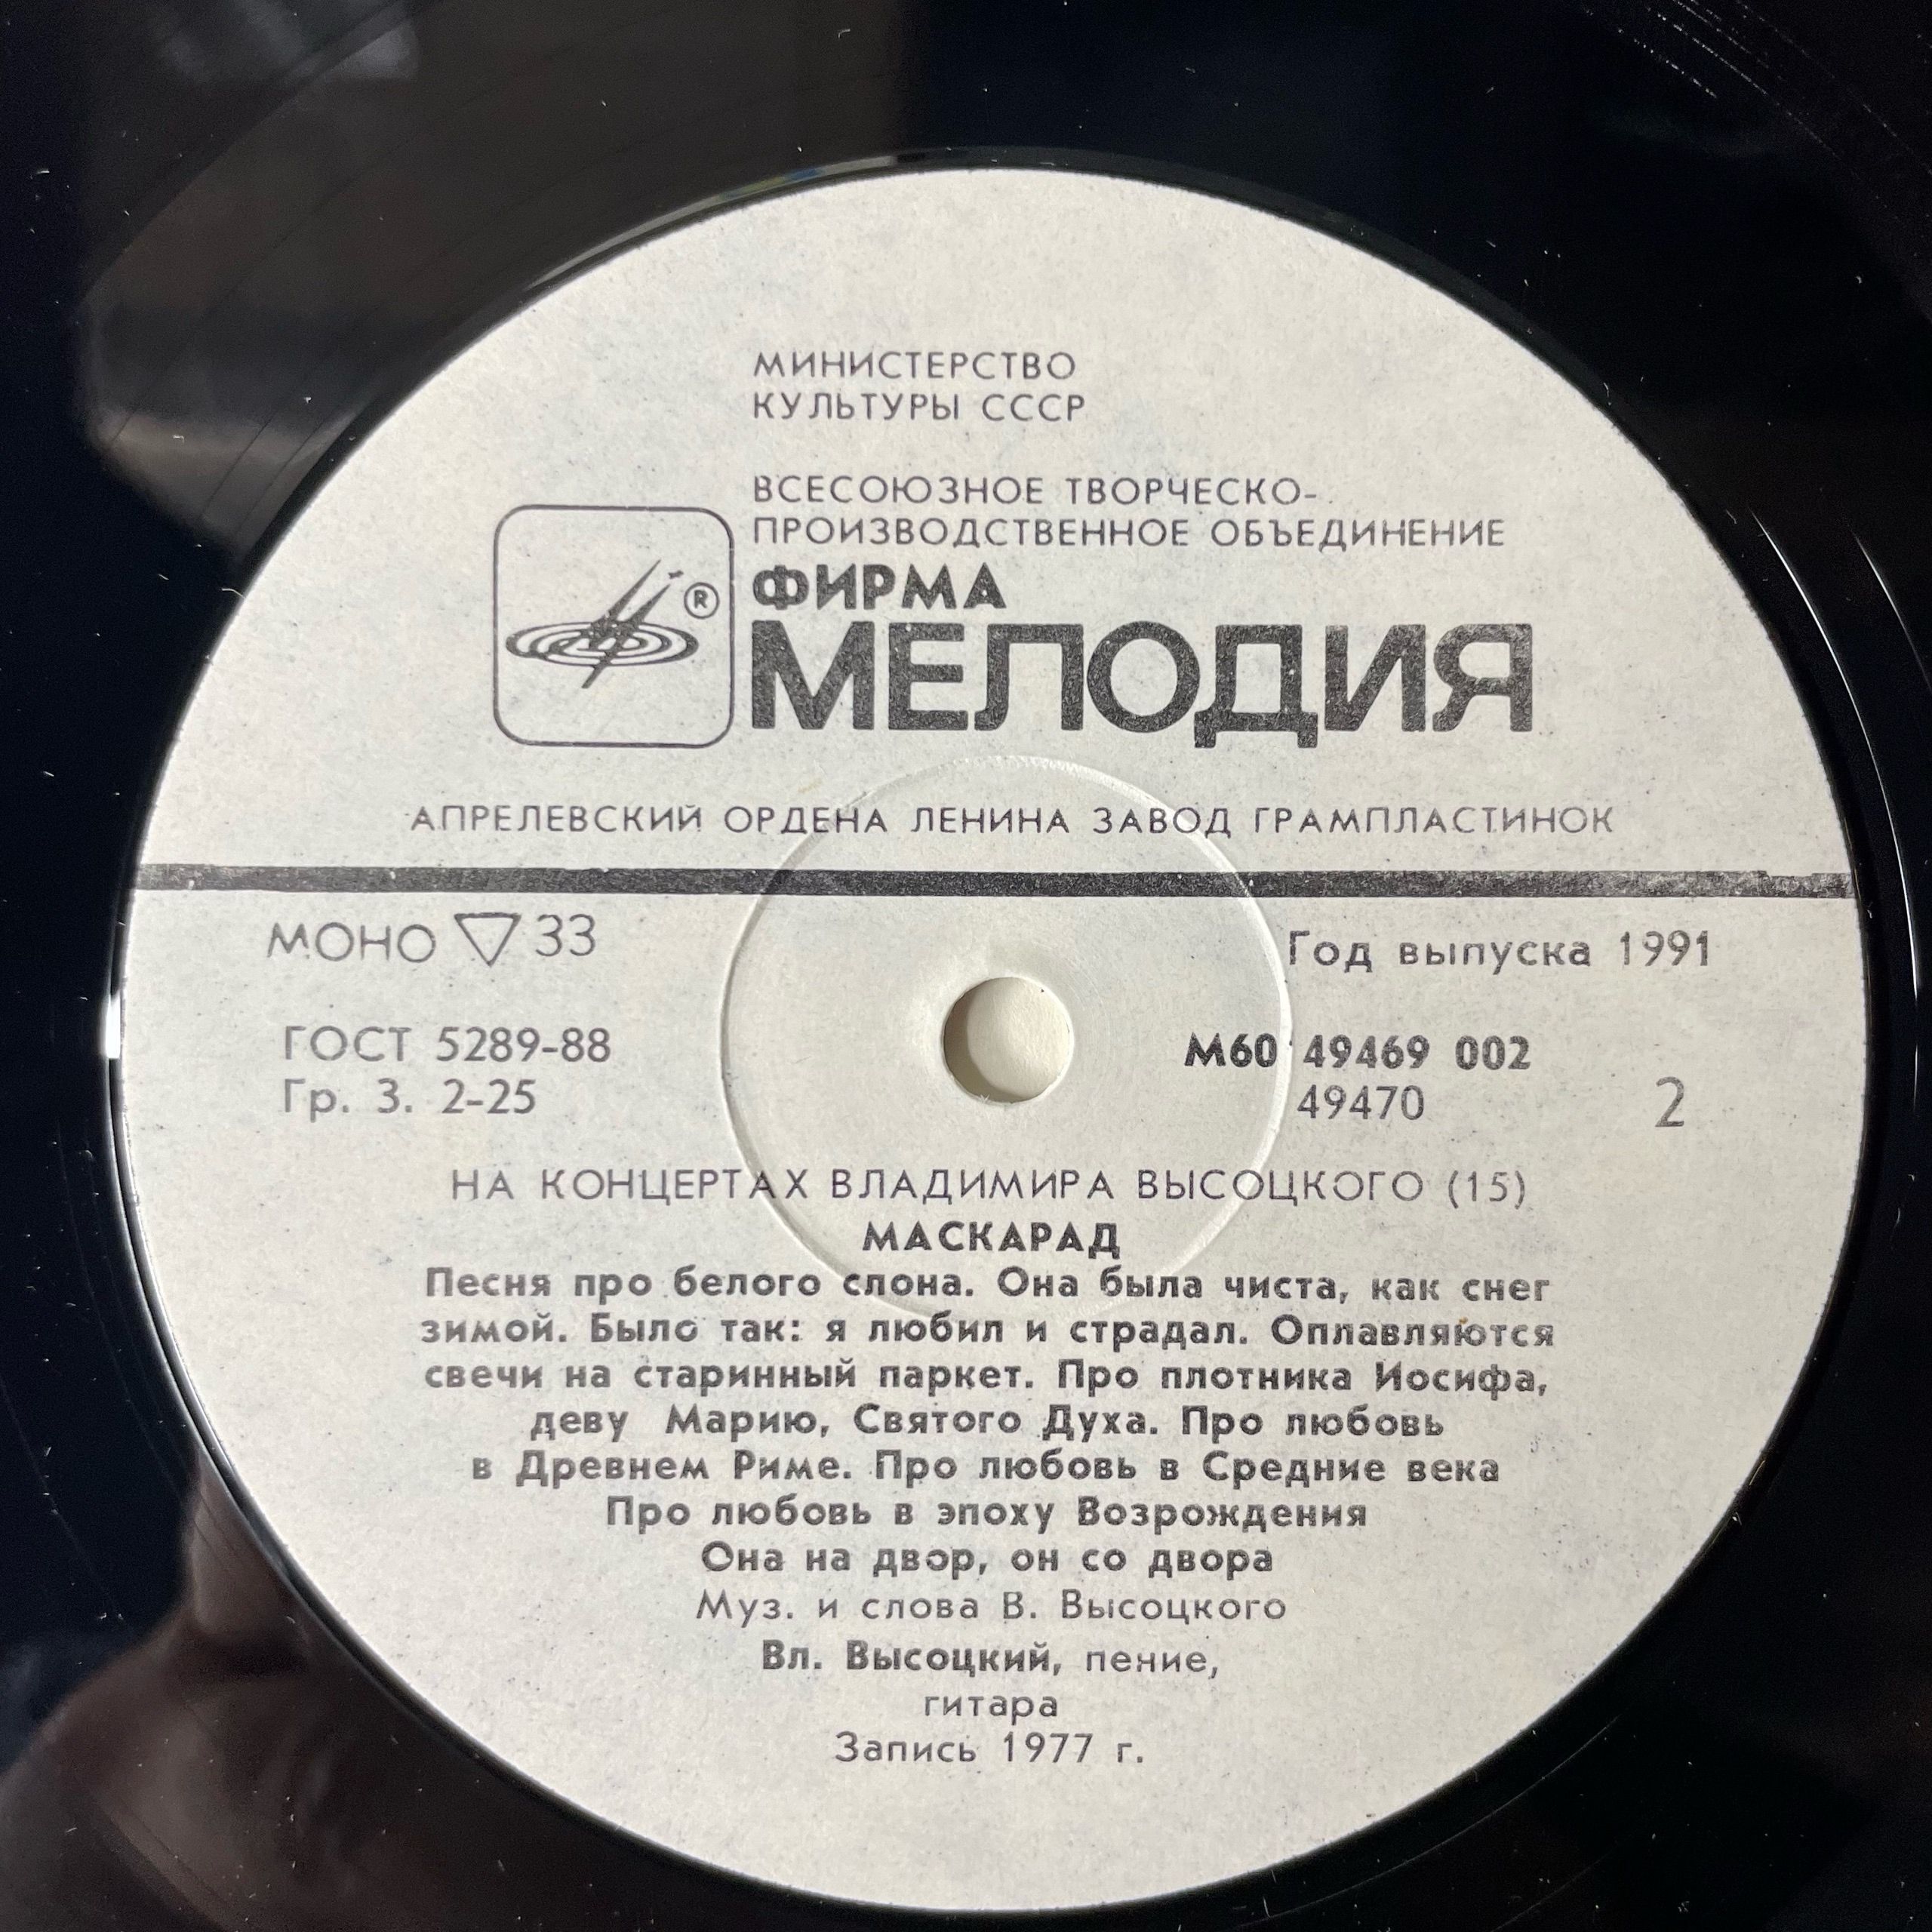 МИНИСТЕРСТВО
КУЛЬТУРЫ СССР
ВСЕСОЮЗНОЕ ТВОРЧЕСКО-
ПРОИЗВОДСТВЕННОЕ ОБЪЕДИНЕНИЕ
ФИРМА
®
МЕЛОДИЯ
АПРЕЛЕВСКИЙ ОРДЕНА ЛЕНИНА ЗАВОД ГРАМПЛАСТИНОК
МОНО ▽ 33
Год выпуска 1991
ГОСТ 5289-88
Гр. 3. 2-25
М60 49469 002
49470
2
НА КОНЦЕРТАХ ВЛАДИМИРА ВЫСОЦКОГО (15)
МАСКАРАД
Песня про белого слона. Она была чиста, как снег
зимой. Было так: я любил и страдал. Оплавляются
свечи на старинный паркет. Про плотника Иосифа,
деву Марию, Святого Духа. Про любовь
в Древнем Риме. Про любовь в Средние века
Про любовь в эпоху Возрождения
Она на двор, он со двора
Муз. и слова В. Высоцкого
Вл. Высоцкий, пение,
гитара
Запись 1977 г.